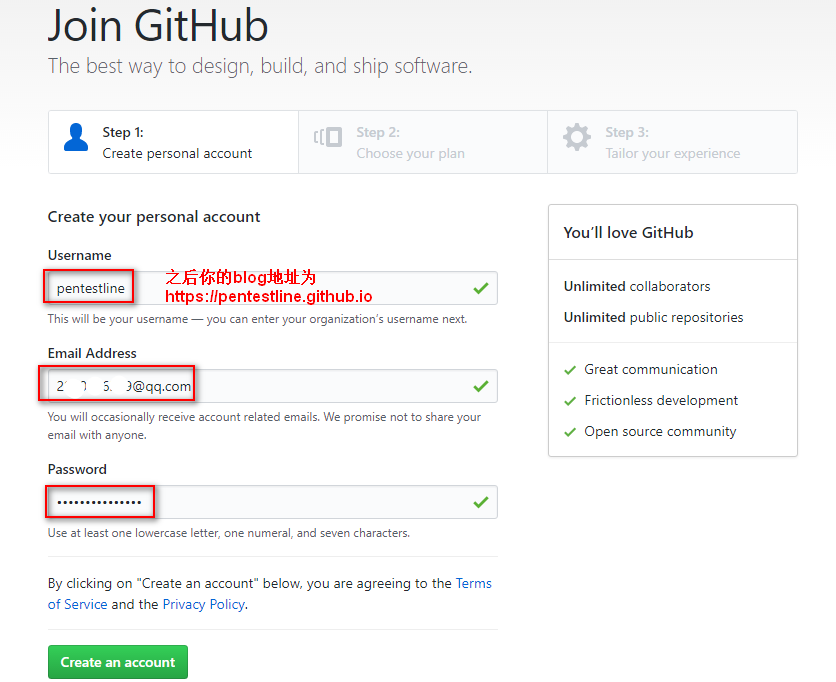 Join GitHub
The best way to design, build, and ship software.
Step 1:
Create personal account
Step 2:
Choose your plan
Step 3:
Tailor your experience
Create your personal account
Username
pentestline
之后你的blog地址为
https://pentestline.github.io
This will be your username — you can enter your organization's username next.
Email Address
@qq.com
You will occasionally receive account related emails. We promise not to share your
email with anyone.
Password
•••••••••••••••
Use at least one lowercase letter, one numeral, and seven characters.
By clicking on "Create an account" below, you are agreeing to the Terms
of Service and the Privacy Policy.
Create an account
You'll love GitHub
Unlimited collaborators
Unlimited public repositories
Great communication
Frictionless development
Open source community